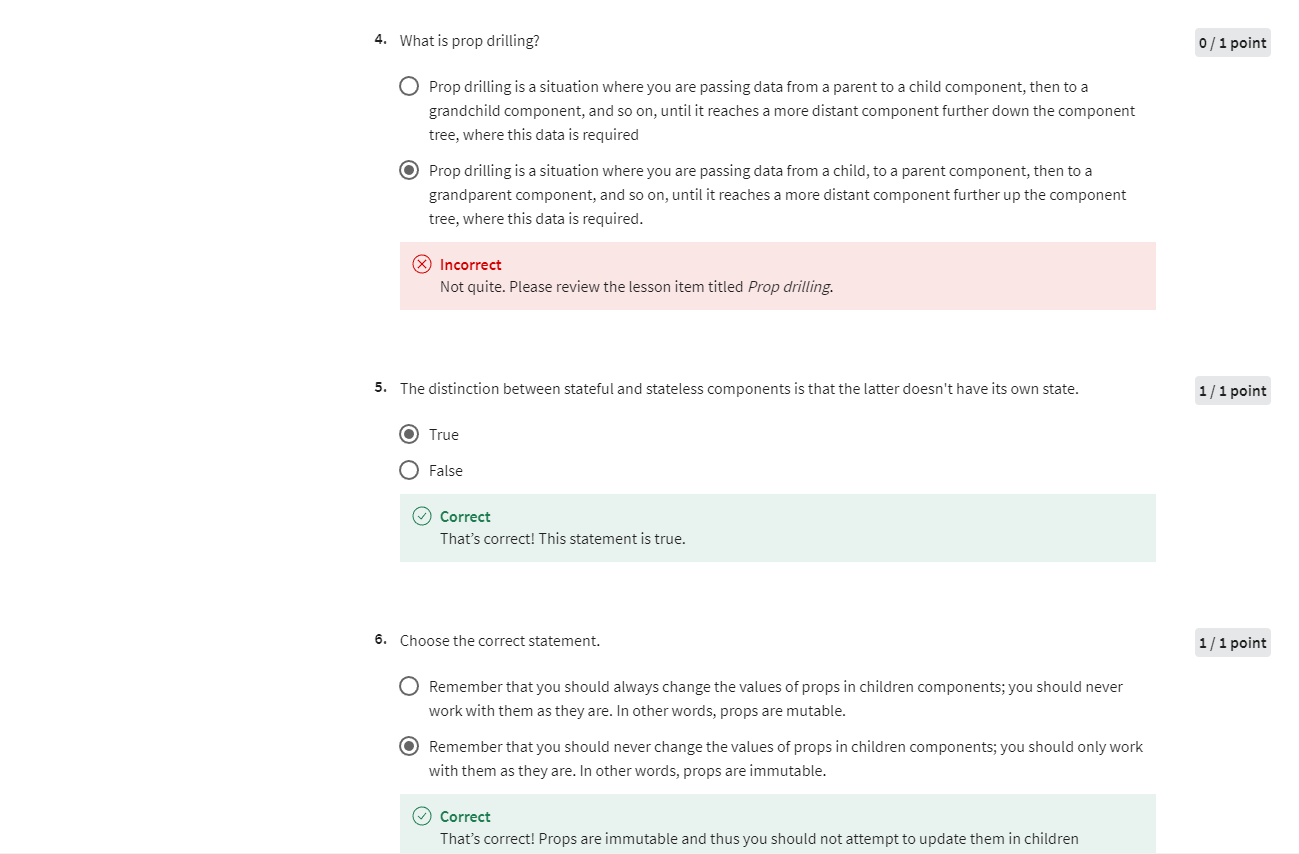 4. What is prop drilling?
0 / 1 point
Prop drilling is a situation where you are passing data from a parent to a child component, then to a
grandchild component, and so on, until it reaches a more distant component further down the component
tree, where this data is required
Prop drilling is a situation where you are passing data from a child, to a parent component, then to a
grandparent component, and so on, until it reaches a more distant component further up the component
tree, where this data is required.
Incorrect
Not quite. Please review the lesson item titled Prop drilling.
5. The distinction between stateful and stateless components is that the latter doesn't have its own state.
1 / 1 point
True
False
Correct
That’s correct! This statement is true.
6. Choose the correct statement.
1 / 1 point
Remember that you should always change the values of props in children components; you should never
work with them as they are. In other words, props are mutable.
Remember that you should never change the values of props in children components; you should only work
with them as they are. In other words, props are immutable.
Correct
That’s correct! Props are immutable and thus you should not attempt to update them in children